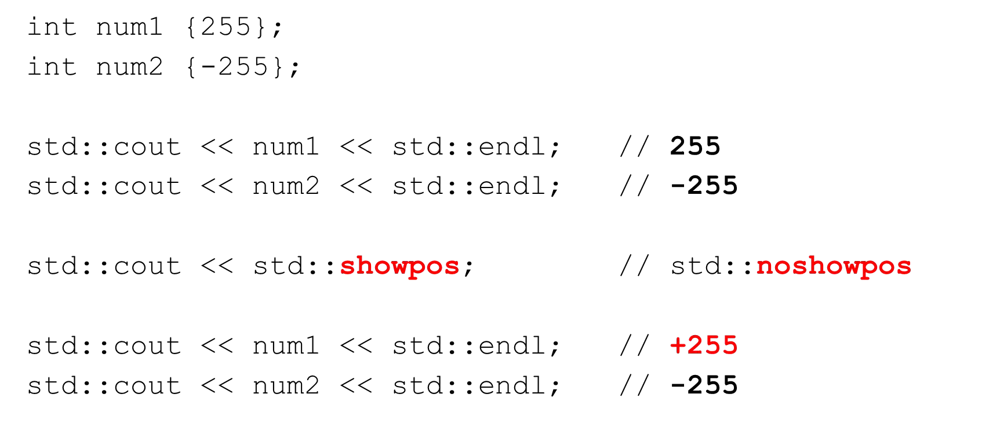 int num1 {255};
int num2 {-255};
std::cout << num1 << std::endl; // 255
std::cout << num2 << std::endl; // -255
std::cout << std::showpos; // std::noshowpos
std::cout << num1 << std::endl; // +255
std::cout << num2 << std::endl; // -255